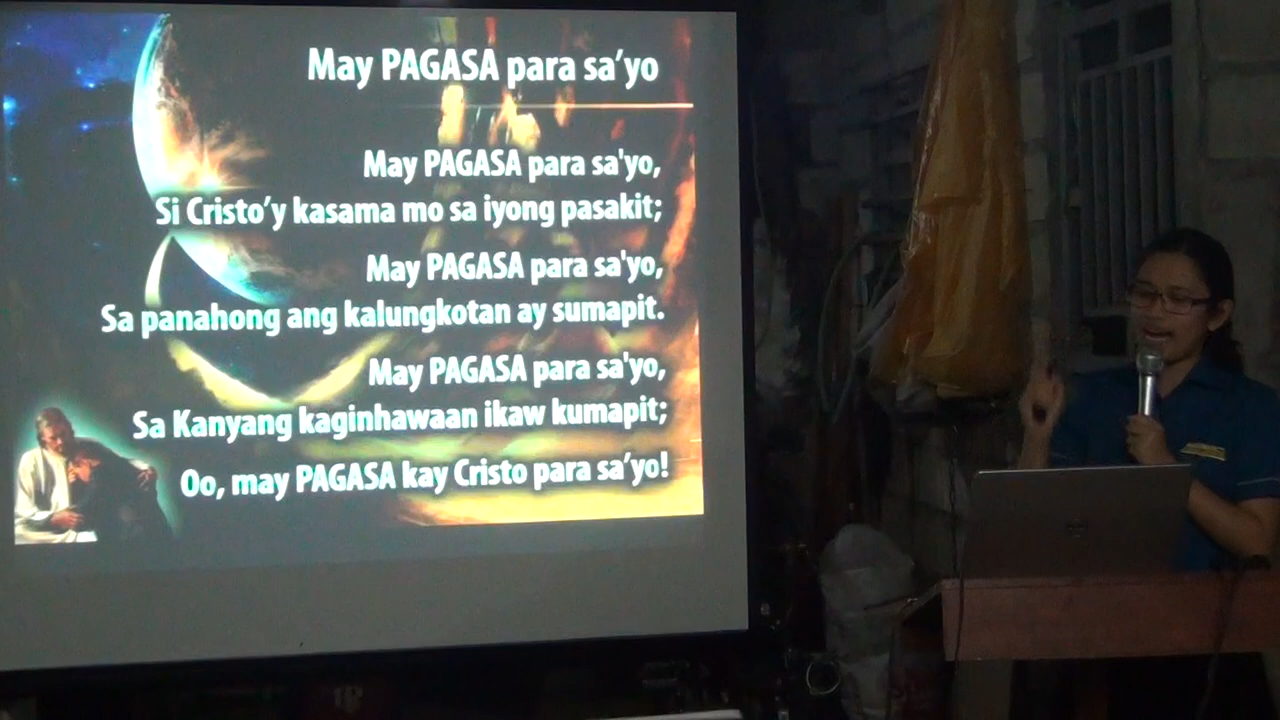 May PAGASA para sa’yo
May PAGASA para sa'yo,
Si Cristo’y kasama mo sa iyong pasakit;
May PAGASA para sa'yo,
Sa panahong ang kalungkotan ay sumapit.
May PAGASA para sa'yo,
Sa Kanyang kaginhawaan ikaw kumapit;
Oo, may PAGASA kay Cristo para sa’yo!